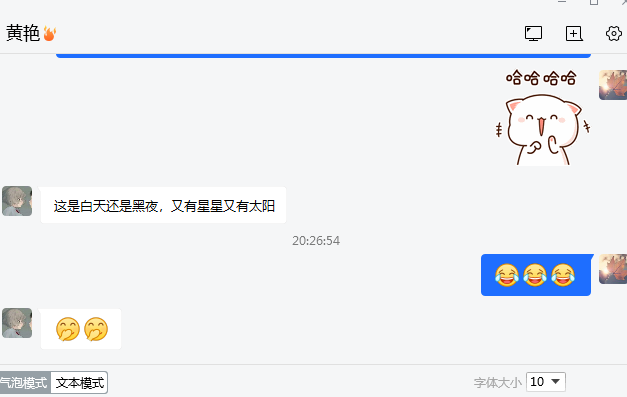 黄艳
哈哈哈哈
这是白天还是黑夜，又有星星又有太阳
20:26:54
气泡模式 文本模式 字体大小 10